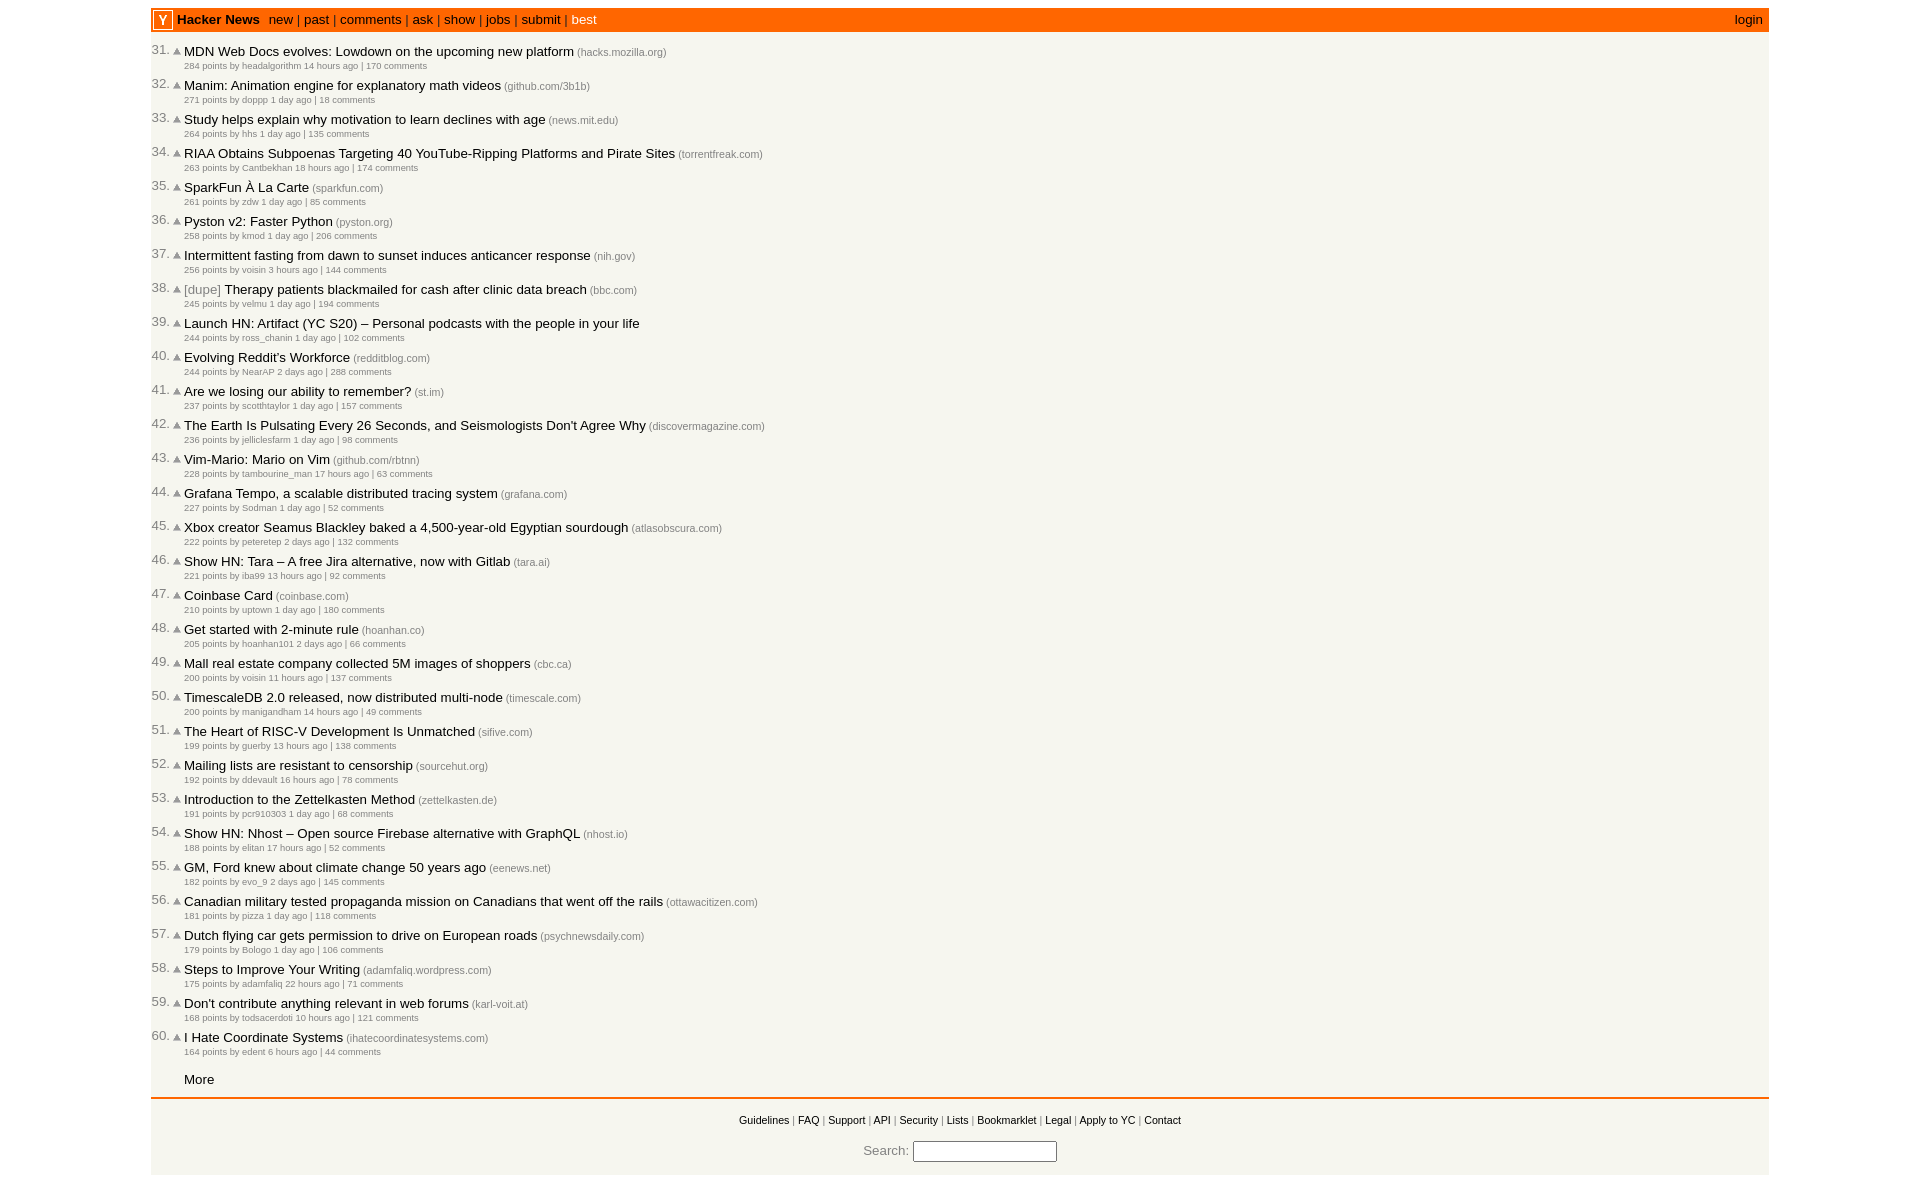 Y Hacker News new | past | comments | ask | show | jobs | submit | best login
31. MDN Web Docs evolves: Lowdown on the upcoming new platform (hacks.mozilla.org)
284 points by headalgorithm 14 hours ago | 170 comments
32. Manim: Animation engine for explanatory math videos (github.com/3b1b)
271 points by doppp 1 day ago | 18 comments
33. Study helps explain why motivation to learn declines with age (news.mit.edu)
264 points by hhs 1 day ago | 135 comments
34. RIAA Obtains Subpoenas Targeting 40 YouTube-Ripping Platforms and Pirate Sites (torrentfreak.com)
263 points by Cantbekhan 18 hours ago | 174 comments
35. SparkFun À La Carte (sparkfun.com)
261 points by zdw 1 day ago | 85 comments
36. Pyston v2: Faster Python (pyston.org)
258 points by kmod 1 day ago | 206 comments
37. Intermittent fasting from dawn to sunset induces anticancer response (nih.gov)
256 points by voisin 3 hours ago | 144 comments
38. [dupe] Therapy patients blackmailed for cash after clinic data breach (bbc.com)
245 points by velmu 1 day ago | 194 comments
39. Launch HN: Artifact (YC S20) – Personal podcasts with the people in your life
244 points by ross_chanin 1 day ago | 102 comments
40. Evolving Reddit's Workforce (redditblog.com)
244 points by NearAP 2 days ago | 288 comments
41. Are we losing our ability to remember? (st.im)
237 points by scotthtaylor 1 day ago | 157 comments
42. The Earth Is Pulsating Every 26 Seconds, and Seismologists Don't Agree Why (discovermagazine.com)
236 points by jelliclesfarm 1 day ago | 98 comments
43. Vim-Mario: Mario on Vim (github.com/rbtnn)
228 points by tambourine_man 17 hours ago | 63 comments
44. Grafana Tempo, a scalable distributed tracing system (grafana.com)
227 points by Sodman 1 day ago | 52 comments
45. Xbox creator Seamus Blackley baked a 4,500-year-old Egyptian sourdough (atlasobscura.com)
222 points by peteretep 2 days ago | 132 comments
46. Show HN: Tara – A free Jira alternative, now with Gitlab (tara.ai)
221 points by iba99 13 hours ago | 92 comments
47. Coinbase Card (coinbase.com)
210 points by uptown 1 day ago | 180 comments
48. Get started with 2-minute rule (hoanhan.co)
205 points by hoanhan101 2 days ago | 66 comments
49. Mall real estate company collected 5M images of shoppers (cbc.ca)
200 points by voisin 11 hours ago | 137 comments
50. TimescaleDB 2.0 released, now distributed multi-node (timescale.com)
200 points by manigandham 14 hours ago | 49 comments
51. The Heart of RISC-V Development Is Unmatched (sifive.com)
199 points by guerby 13 hours ago | 138 comments
52. Mailing lists are resistant to censorship (sourcehut.org)
192 points by ddevault 16 hours ago | 78 comments
53. Introduction to the Zettelkasten Method (zettelkasten.de)
191 points by pcr910303 1 day ago | 68 comments
54. Show HN: Nhost – Open source Firebase alternative with GraphQL (nhost.io)
188 points by elitan 17 hours ago | 52 comments
55. GM, Ford knew about climate change 50 years ago (eenews.net)
182 points by evo_9 2 days ago | 145 comments
56. Canadian military tested propaganda mission on Canadians that went off the rails (ottawacitizen.com)
181 points by pizza 1 day ago | 118 comments
57. Dutch flying car gets permission to drive on European roads (psychnewsdaily.com)
179 points by Bologo 1 day ago | 106 comments
58. Steps to Improve Your Writing (adamfaliq.wordpress.com)
175 points by adamfaliq 22 hours ago | 71 comments
59. Don't contribute anything relevant in web forums (karl-voit.at)
168 points by todsacerdoti 10 hours ago | 121 comments
60. I Hate Coordinate Systems (ihatecoordinatesystems.com)
164 points by edent 6 hours ago | 44 comments
More
Guidelines | FAQ | Support | API | Security | Lists | Bookmarklet | Legal | Apply to YC | Contact
Search: